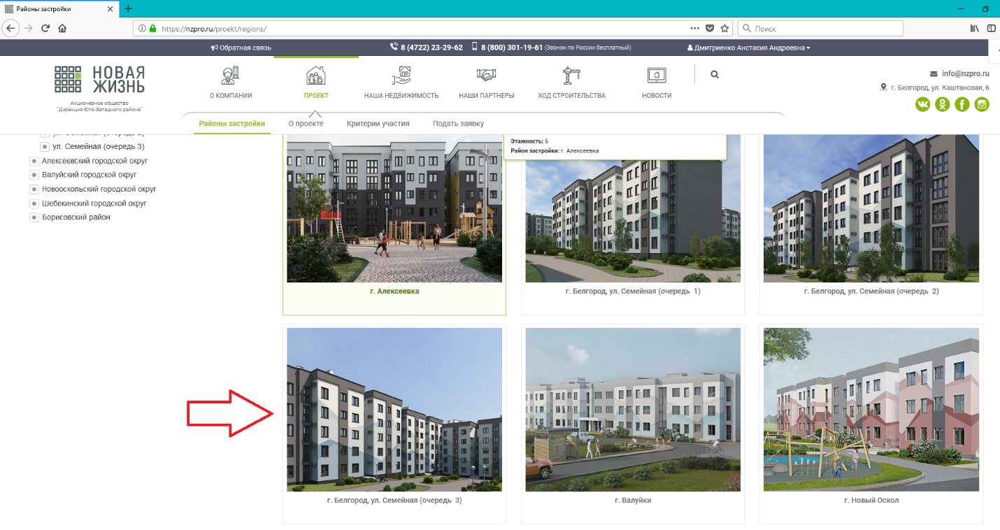 Районы застройки
https://nzpro.ru/proekt/regions/
Поиск
Обратная связь
8 (4722) 23-29-62
8 (800) 301-19-61 (Звонок по России бесплатный)
Дмитриенко Анстасия Андреевна
НОВАЯ
ЖИЗНЬ
Акционерное общество
"Дирекция Юго-Западного района"
О КОМПАНИИ
ПРОЕКТ
НАША НЕДВИЖИМОСТЬ
НАШИ ПАРТНЕРЫ
ХОД СТРОИТЕЛЬСТВА
НОВОСТИ
info@nzpro.ru
г. Белгород, ул. Каштановая, 6
Районы застройки
О проекте
Критерии участия
Подать заявку
ул. Семейная (очередь 2)
ул. Семейная (очередь 3)
Алексеевский городской округ
Валуйский городской округ
Новооскольский городской округ
Шебекинский городской округ
Борисовский район
Этажность: 5
Район застройки: г. Алексеевка
г. Алексеевка
г. Белгород, ул. Семейная (очередь 1)
г. Белгород, ул. Семейная (очередь 2)
г. Белгород, ул. Семейная (очередь 3)
г. Валуйки
г. Новый Оскол